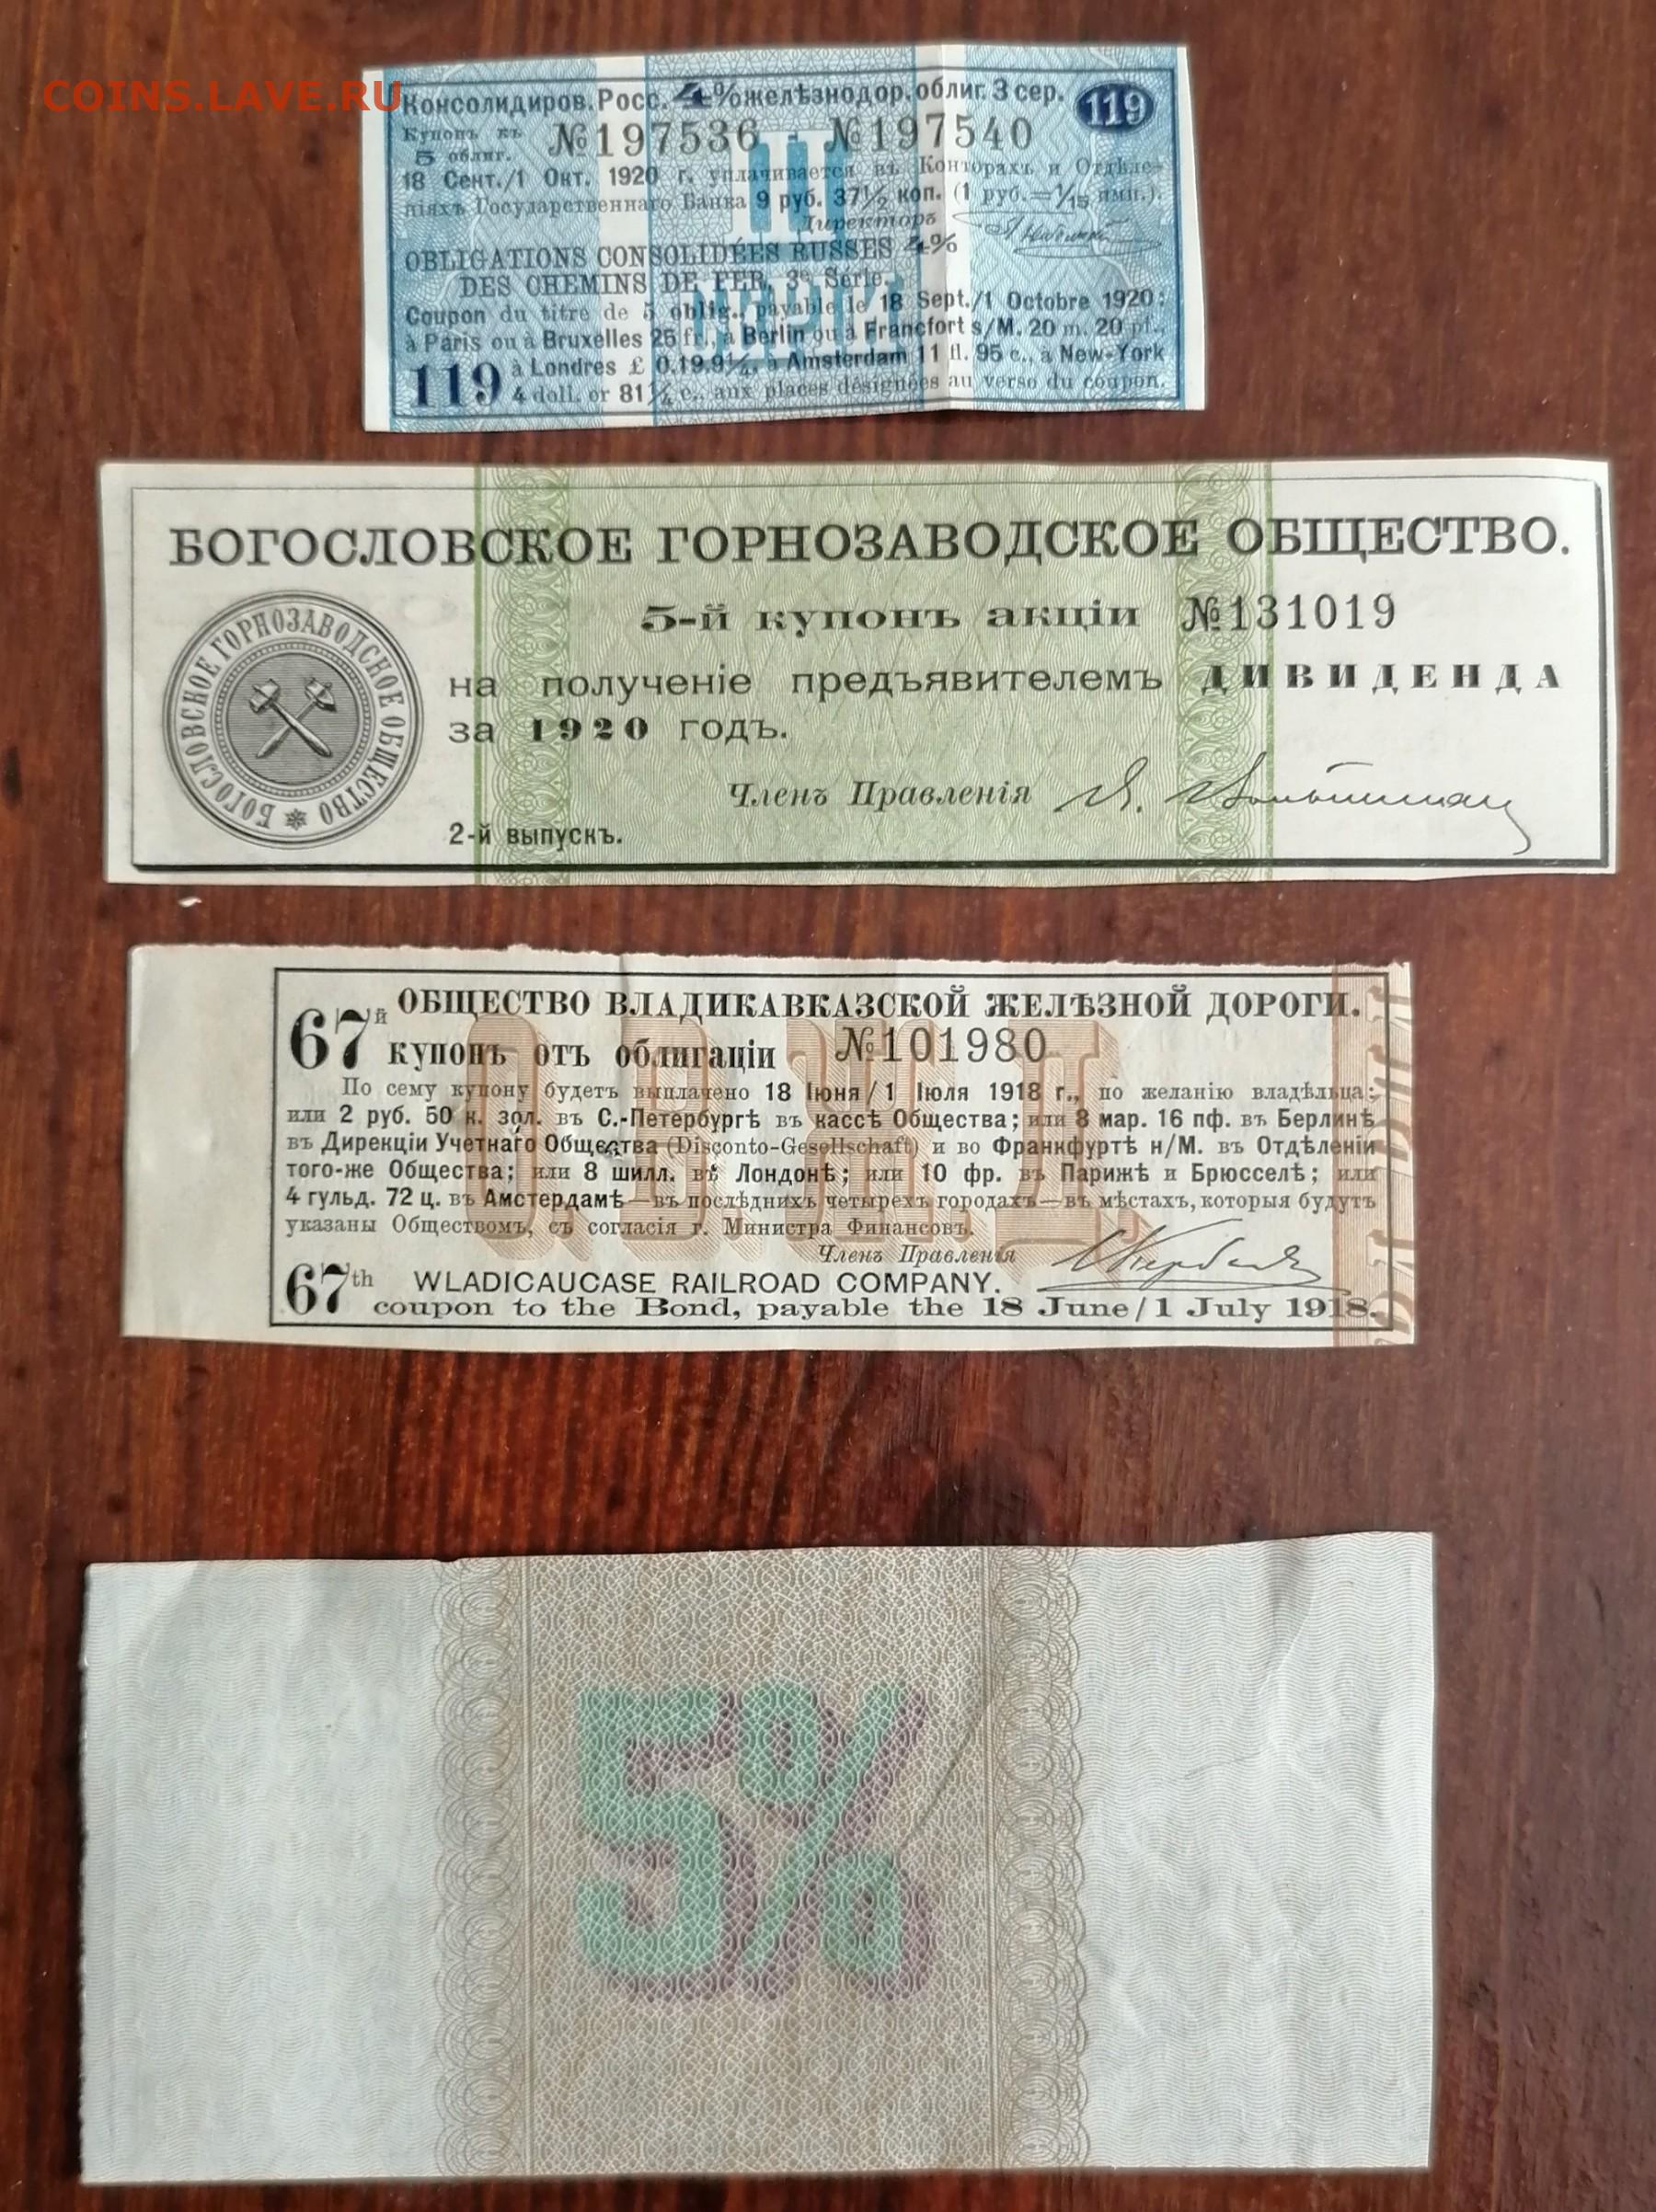 COINS.LAVE.RU
Консолидиров. Росс. 4% желѣзнодор. облиг. 3 сер. 119
Купонъ къ 5 облиг. №197536 - №197540
18 Сент./1 Окт. 1920 г. уплачивается въ Конторахъ и Отдѣле-
ніяхъ Государственнаго Банка 9 руб. 37½ коп. (1 руб. = 1/15 имп.).
Директоръ
OBLIGATIONS CONSOLIDÉES RUSSES 4%
DES CHEMINS DE FER, 3e Série.
Coupon du titre de 5 oblig., payable le 18 Sept./1 Octobre 1920:
à Paris ou à Bruxelles 25 fr., à Berlin ou à Francfort s/M. 20 m. 20 pf.,
à Londres £ 0.19.9¼, à Amsterdam 11 fl. 95 c., à New-York
119 4 doll. or 81¼ c., aux places désignées au verso du coupon.
БОГОСЛОВСКОЕ ГОРНОЗАВОДСКОЕ ОБЩЕСТВО.
5-й купонъ акціи №131019
на полученіе предъявителемъ ДИВИДЕНДА
за 1920 годъ.
БОГОСЛОВСКОЕ ГОРНОЗАВОДСКОЕ ОБЩЕСТВО
Членъ Правленія
2-й выпускъ.
67й ОБЩЕСТВО ВЛАДИКАВКАЗСКОЙ ЖЕЛѢЗНОЙ ДОРОГИ.
купонъ отъ облигаціи №101980
По сему купону будетъ выплачено 18 Іюня/1 Іюля 1918 г., по желанію владѣльца:
или 2 руб. 50 к. зол. въ С.-Петербургѣ въ кассѣ Общества; или 8 мар. 16 пф. въ Берлинѣ
въ Дирекціи Учетнаго Общества (Disconto-Gesellschaft) и во Франкфуртѣ н/М. въ Отдѣленіи
того-же Общества; или 8 шилл. въ Лондонѣ; или 10 фр. въ Парижѣ и Брюсселѣ; или
4 гульд. 72 ц. въ Амстердамѣ—въ послѣднихъ четырехъ городахъ—въ мѣстахъ, которыя будутъ
указаны Обществомъ, съ согласія г. Министра Финансовъ.
Членъ Правленія
67th WLADICAUCASE RAILROAD COMPANY.
coupon to the Bond, payable the 18 June/1 July 1918.
5%